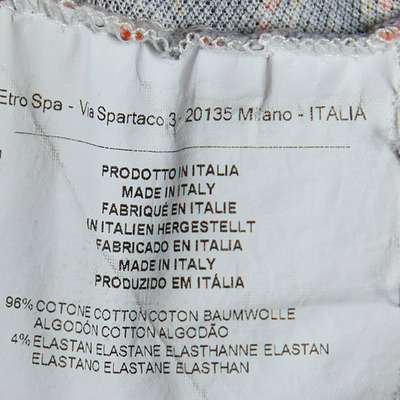 Etro Spa - Via Spartaco 3 - 20135 Milano - ITALIA
PRODOTTO IN ITALIA
MADE IN ITALY
FABRIQUÉ EN ITALIE
IN ITALIEN HERGESTELLT
FABRICADO EN ITALIA
MADE IN ITALY
PRODUZIDO EM ITÁLIA
96% COTONE COTTON COTON BAUMWOLLE
ALGODÓN COTTON ALGODÃO
4% ELASTAN ELASTANE ELASTHANNE ELASTAN
ELASTANO ELASTANE ELASTHAN